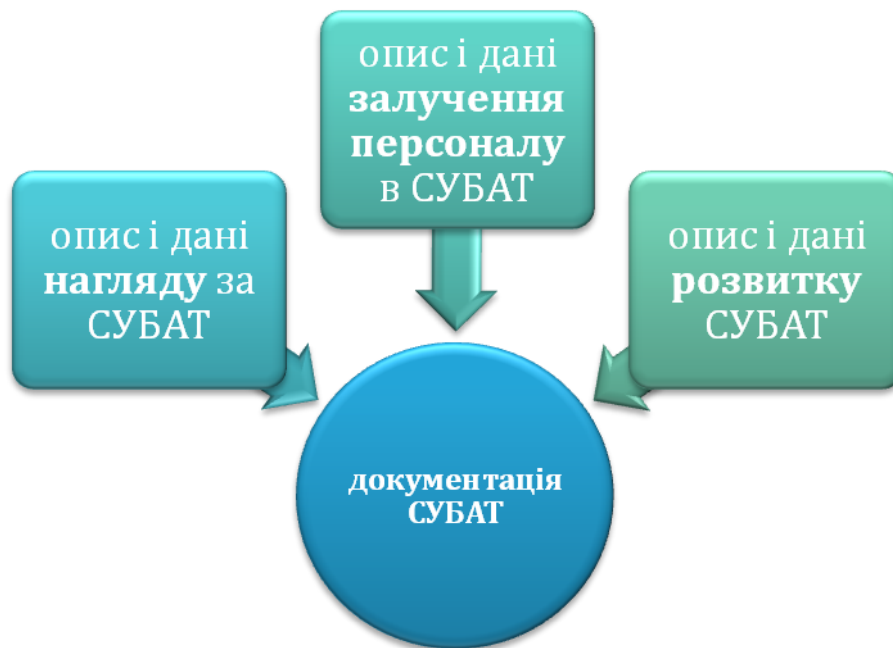 опис і дані
нагляду за
СУБАТ
опис і дані
залучення
персоналу
в СУБАТ
опис і дані
розвитку
СУБАТ
документація
СУБАТ